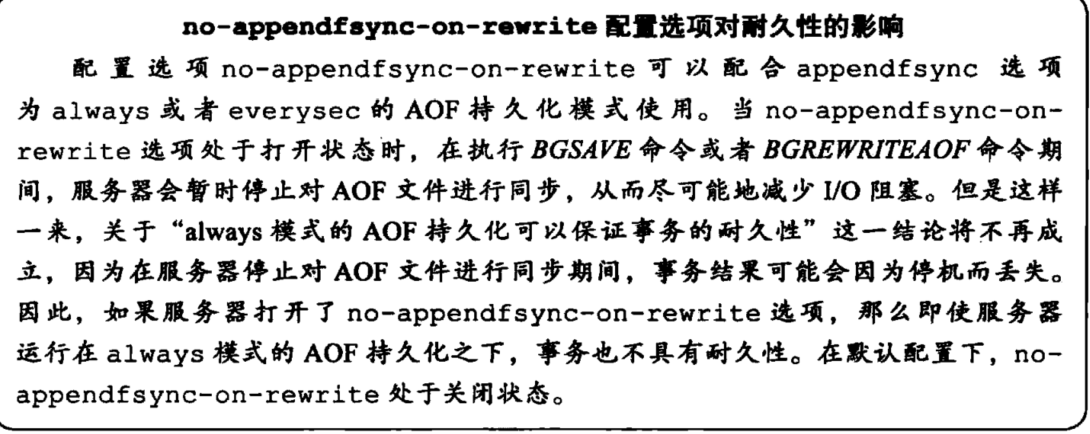 no-appendfsync-on-rewrite 配置选项对耐久性的影响
配置选项 no-appendfsync-on-rewrite 可以配合 appendfsync 选项
为 always 或者 everysec 的 AOF 持久化模式使用。当 no-appendfsync-on-
rewrite 选项处于打开状态时，在执行 BGSAVE 命令或者 BGREWRITEAOF 命令期
间，服务器会暂时停止对 AOF 文件进行同步，从而尽可能地减少 I/O 阻塞。但是这样
一来，关于“always 模式的 AOF 持久化可以保证事务的耐久性”这一结论将不再成
立，因为在服务器停止对 AOF 文件进行同步期间，事务结果可能会因为停机而丢失。
因此，如果服务器打开了 no-appendfsync-on-rewrite 选项，那么即使服务器
运行在 always 模式的 AOF 持久化之下，事务也不具有耐久性。在默认配置下，no-
appendfsync-on-rewrite 处于关闭状态。